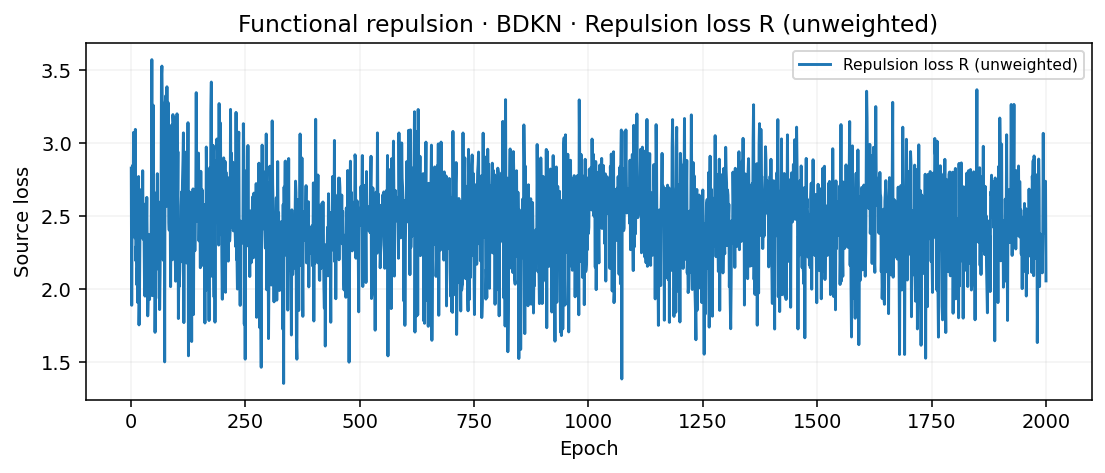 Functional repulsion · BDKN · Repulsion loss R (unweighted)
Repulsion loss R (unweighted)
Source loss
3.5
3.0
2.5
2.0
1.5
0 250 500 750 1000 1250 1500 1750 2000
Epoch